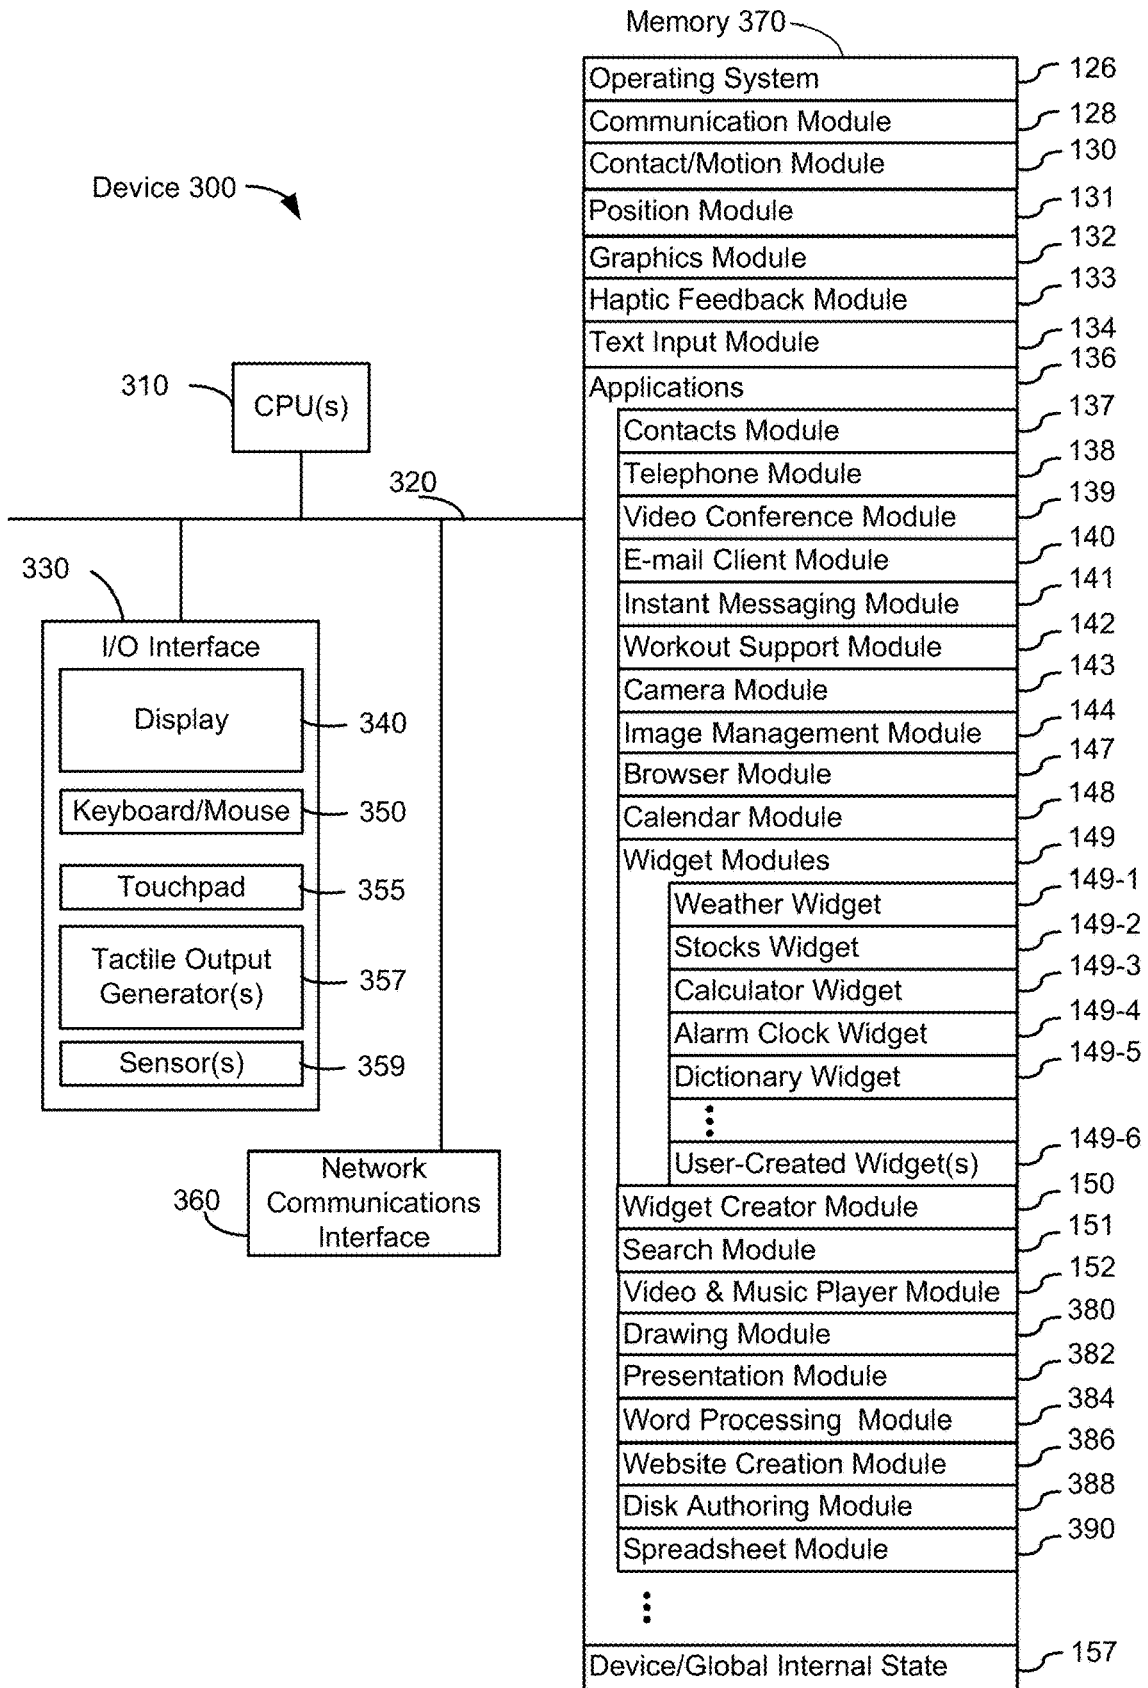 Memory 370
Operating System 126
Communication Module 128
Contact/Motion Module 130
Device 300
Position Module 131
Graphics Module 132
Haptic Feedback Module 133
Text Input Module 134
Applications 136
310
CPU(s)
Contacts Module 137
Telephone Module 138
320
Video Conference Module 139
E-mail Client Module 140
Instant Messaging Module 141
Workout Support Module 142
Camera Module 143
Image Management Module 144
Browser Module 147
Calendar Module 148
Widget Modules 149
Weather Widget 149-1
Stocks Widget 149-2
Calculator Widget 149-3
Alarm Clock Widget 149-4
Dictionary Widget 149-5
User-Created Widget(s) 149-6
Widget Creator Module 150
Search Module 151
Video & Music Player Module 152
Drawing Module 380
Presentation Module 382
Word Processing Module 384
Website Creation Module 386
Disk Authoring Module 388
Spreadsheet Module 390
Device/Global Internal State 157
330
I/O Interface
Display 340
Keyboard/Mouse 350
Touchpad 355
Tactile Output
Generator(s) 357
Sensor(s) 359
360
Network
Communications
Interface